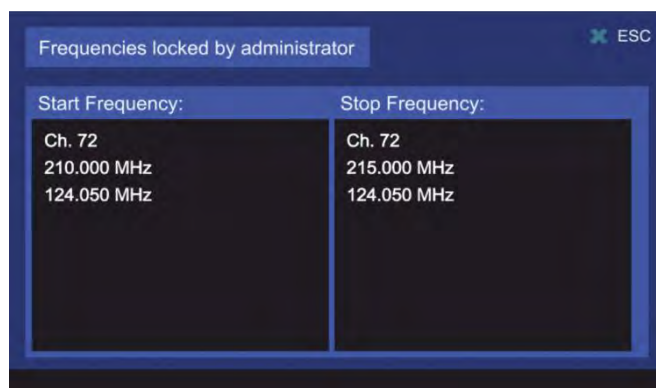 Frequencies locked by administrator
ESC
Start Frequency:
Stop Frequency:
Ch. 72
Ch. 72
210.000 MHz
215.000 MHz
124.050 MHz
124.050 MHz